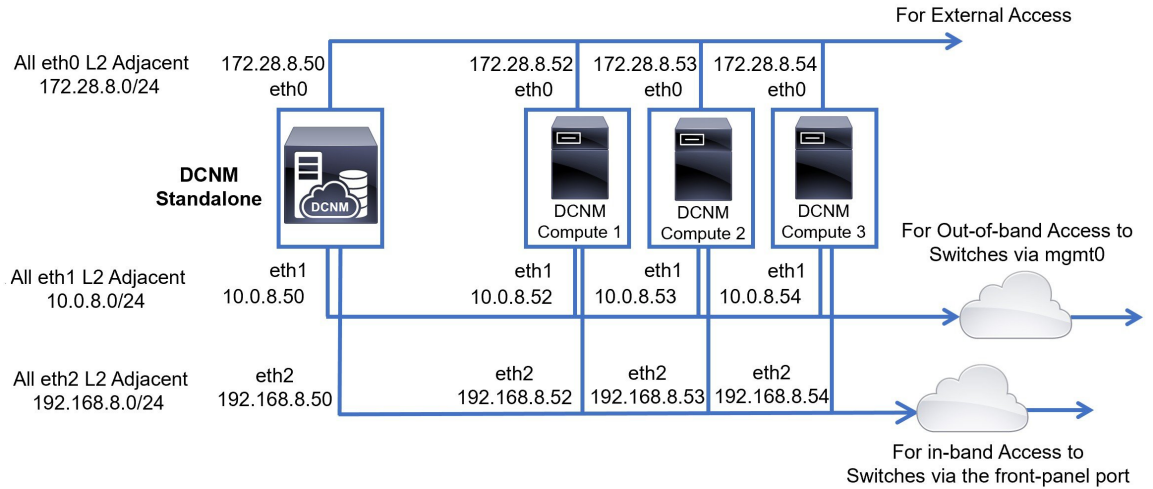 For External Access
All eth0 L2 Adjacent
172.28.8.0/24
172.28.8.50
eth0
172.28.8.52
eth0
172.28.8.53
eth0
172.28.8.54
eth0
DCNM
Standalone
DCNM
DCNM
Compute 1
DCNM
Compute 2
DCNM
Compute 3
For Out-of-band Access to
Switches via mgmt0
All eth1 L2 Adjacent
10.0.8.0/24
eth1
10.0.8.50
eth1
10.0.8.52
eth1
10.0.8.53
eth1
10.0.8.54
All eth2 L2 Adjacent
192.168.8.0/24
eth2
192.168.8.50
eth2
192.168.8.52
eth2
192.168.8.53
eth2
192.168.8.54
For in-band Access to
Switches via the front-panel port